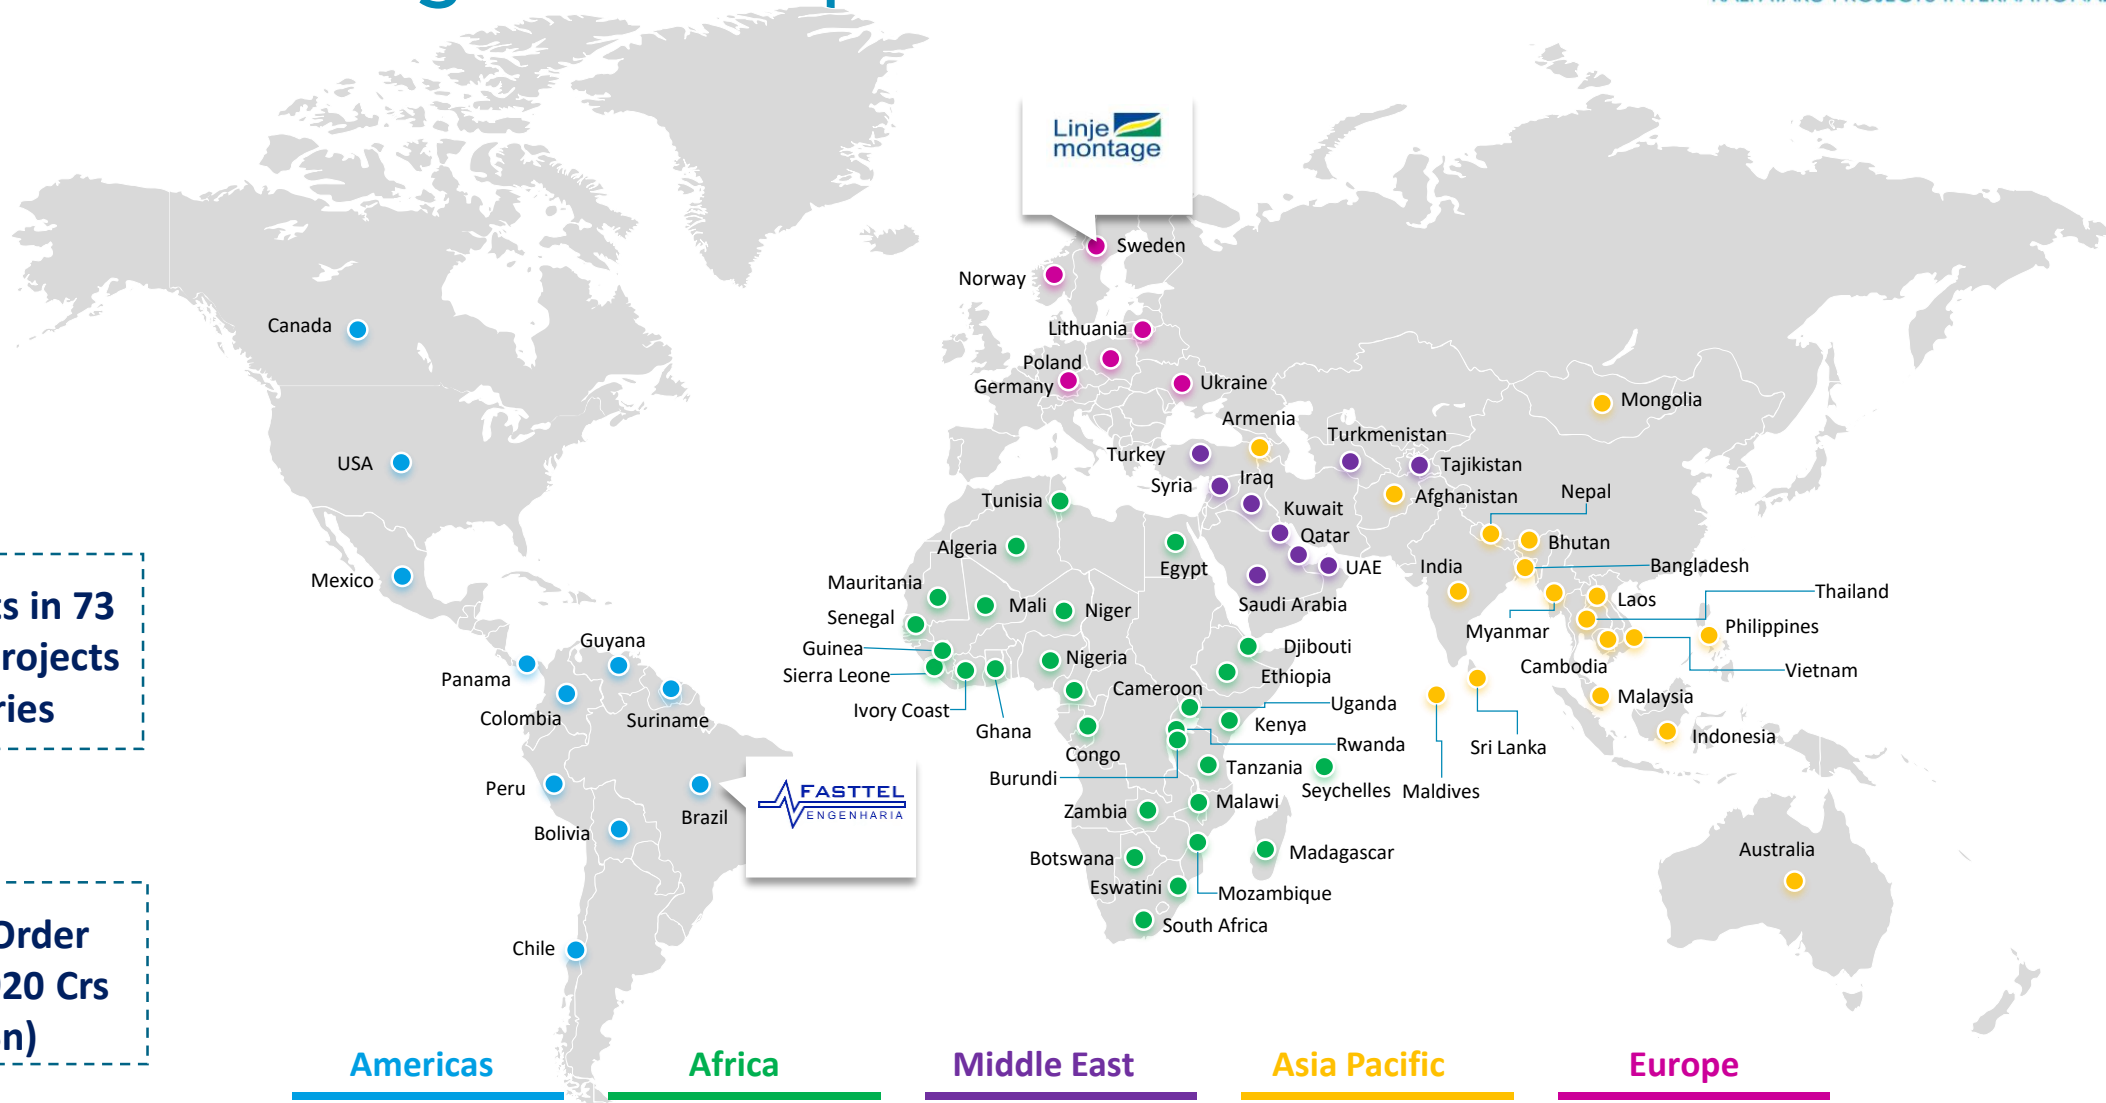 Linje
montage
Sweden
Norway
Canada
Lithuania
Poland
Germany
Ukraine
Mongolia
Armenia
Turkmenistan
Turkey
USA
Tajikistan
Syria
Iraq
Afghanistan
Nepal
Tunisia
Kuwait
Qatar
Bhutan
Algeria
Egypt
UAE
India
Bangladesh
Mexico
Mauritania
Thailand
Mali
Niger
Saudi Arabia
Laos
ts in 73
Senegal
Myanmar
Philippines
Guyana
Guinea
Djibouti
rojects
Nigeria
Cambodia
Sierra Leone
Ethiopia
Vietnam
Panama
Cameroon
Malaysia
ries
Colombia
Suriname
Ivory Coast
Uganda
Ghana
Kenya
Indonesia
Congo
Rwanda
Sri Lanka
Burundi
Tanzania
Peru
FASTTEL
ENGENHARIA
Seychelles
Maldives
Malawi
Zambia
Brazil
Bolivia
Australia
Botswana
Madagascar
Eswatini
Mozambique
South Africa
Order
Chile
20 Crs
n)
Americas
Africa
Middle East
Asia Pacific
Europe